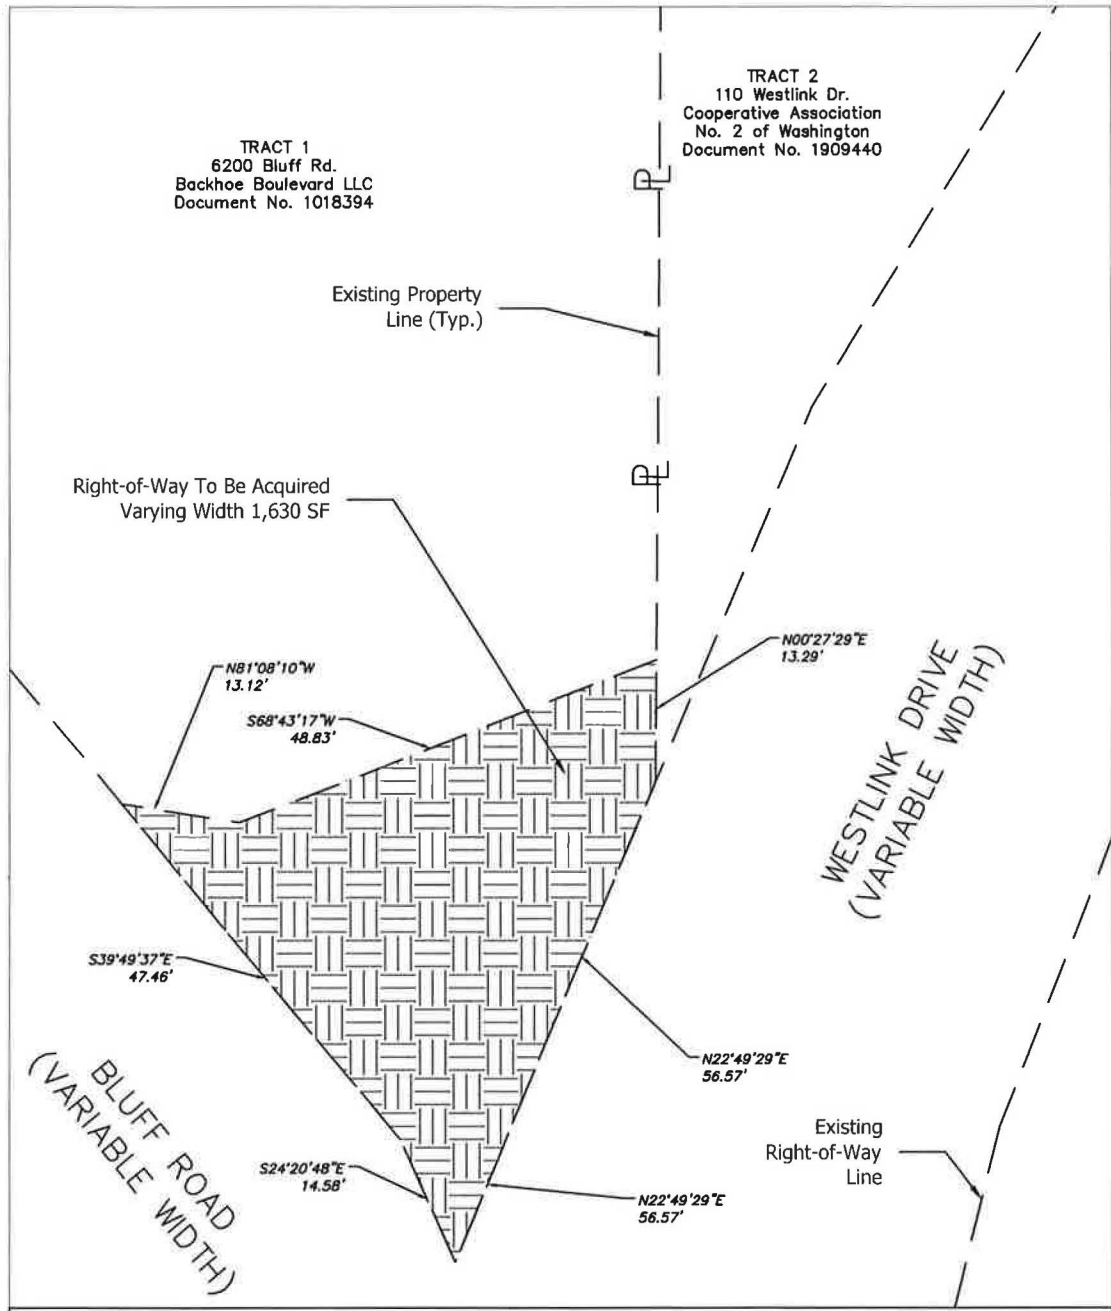 TRACT 1
6200 Bluff Rd.
Backhoe Boulevard LLC
Document No. 1018394
TRACT 2
110 Westlink Dr.
Cooperative Association
No. 2 of Washington
Document No. 1909440
PL
Existing Property
Line (Typ.)
PL
Right-of-Way To Be Acquired
Varying Width 1,630 SF
N00°27'29"E
13.29'
N81°08'10"W
13.12'
S68°43'17"W
48.83'
WESTLINK DRIVE
(VARIABLE WIDTH)
S39°49'37"E
47.46'
N22°49'29"E
56.57'
BLUFF ROAD
(VARIABLE WIDTH)
Existing
Right-of-Way
Line
S24°20'48"E
14.58'
N22°49'29"E
56.57'